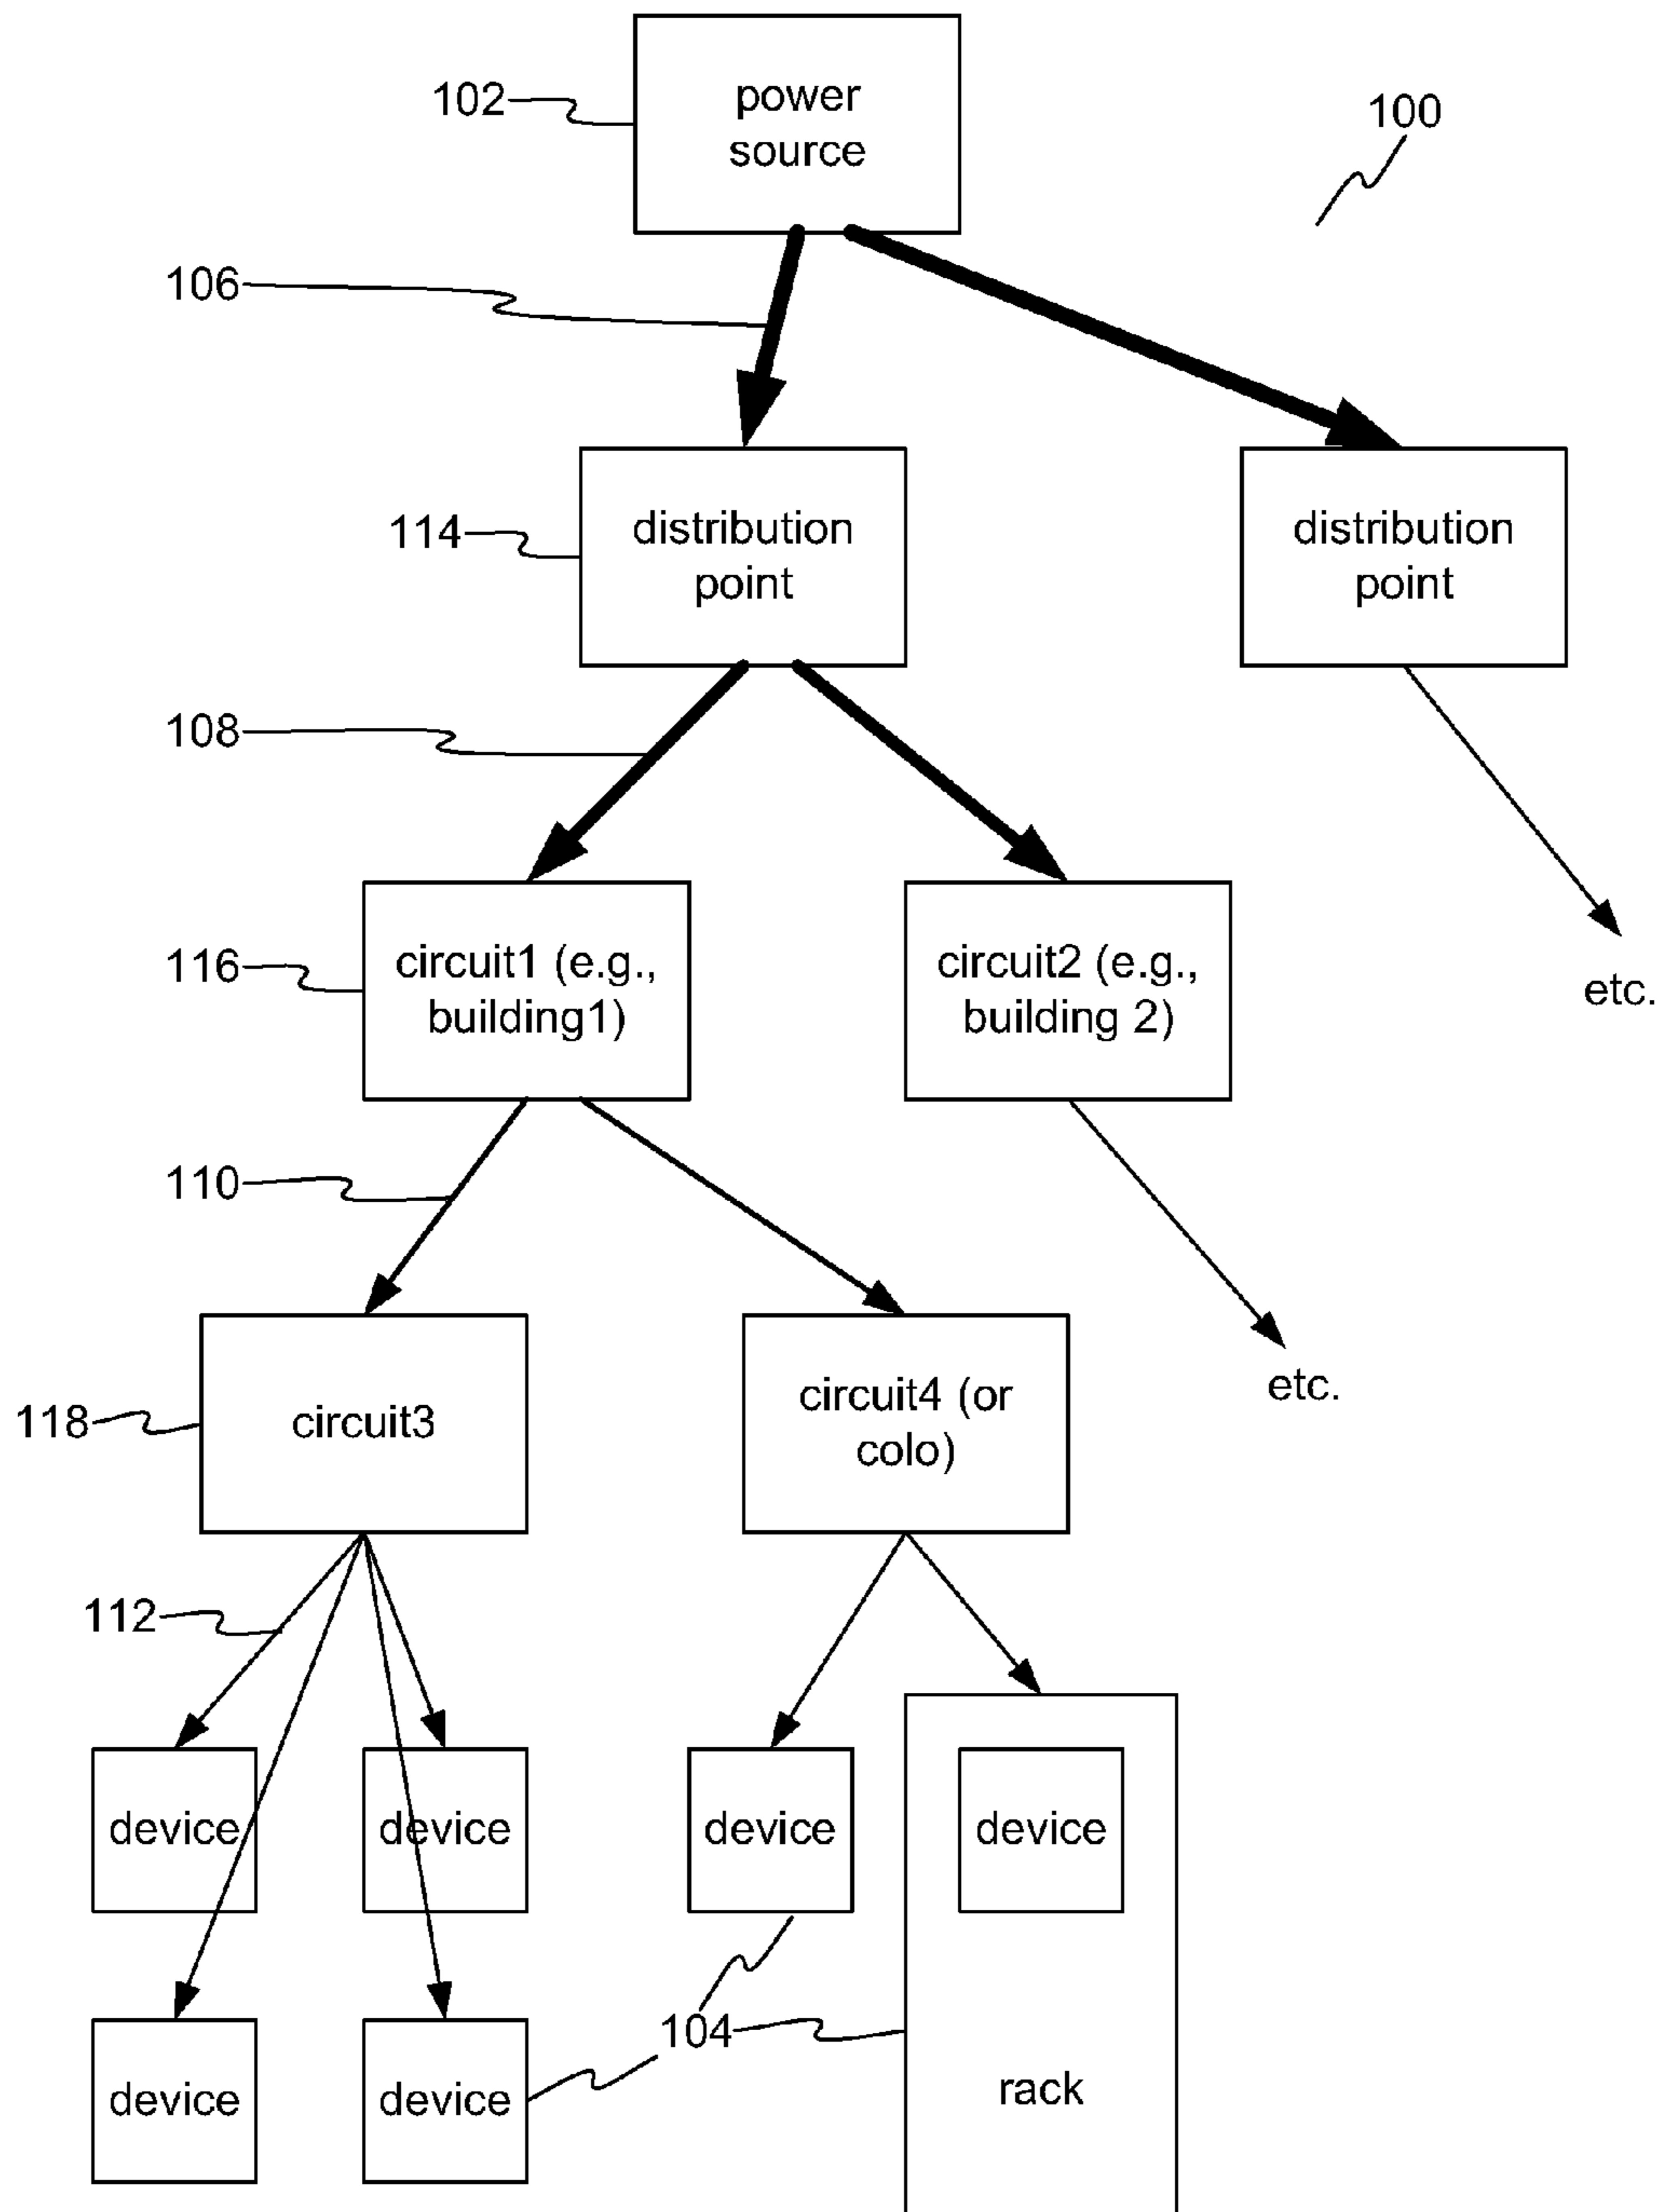 102
power
source
100
106
114
distribution
point
distribution
point
108
116
circuit1 (e.g.,
building1)
circuit2 (e.g.,
building 2)
etc.
110
118
circuit3
circuit4 (or
colo)
etc.
112
device
device
device
device
104
device
device
rack